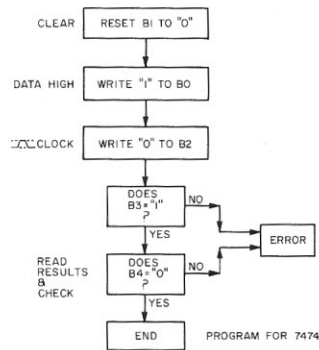 CLEAR
RESET B1 TO "0"
DATA HIGH
WRITE "1" TO B0
CLOCK
WRITE "0" TO B2
DOES
B3="1"
?
NO
YES
ERROR
READ
RESULTS
&
CHECK
DOES
B4="0"
?
NO
YES
END
PROGRAM FOR 7474